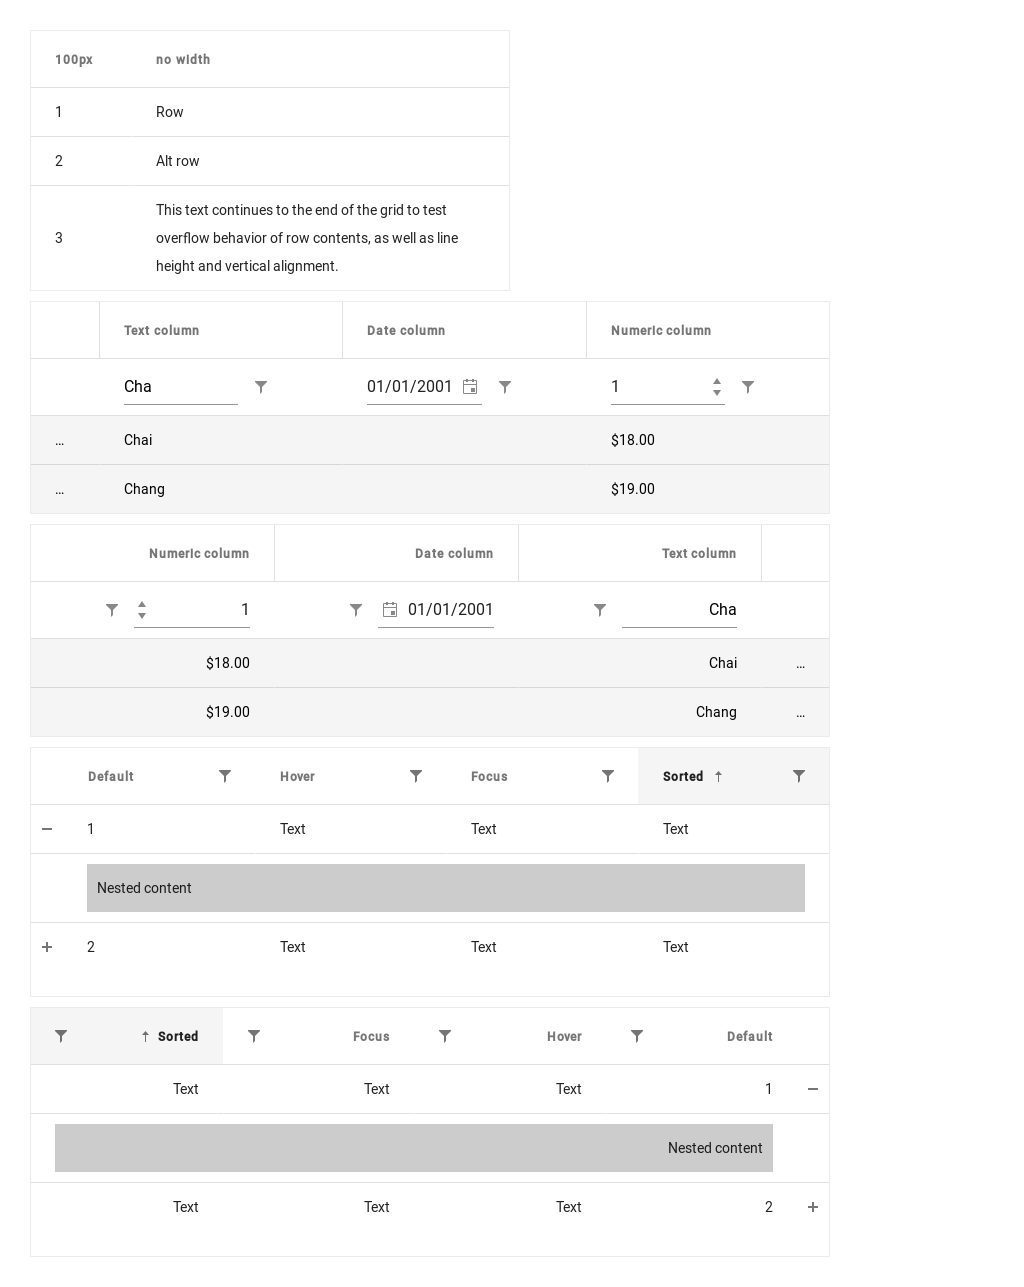 100px no width
1 Row
2 Alt row
This text continues to the end of the grid to test
3 overflow behavior of row contents, as well as line
height and vertical alignment.
Text column Date column Numeric column
Cha 01/01/2001 1
... Chai $18.00
... Chang $19.00
Numeric column Date column Text column
1 01/01/2001 Cha
$18.00 Chai ...
$19.00 Chang ...
Default Hover Focus Sorted ↑
1 Text Text Text
Nested content
2 Text Text Text
↑ Sorted Focus Hover Default
Text Text Text 1
Nested content
Text Text Text 2